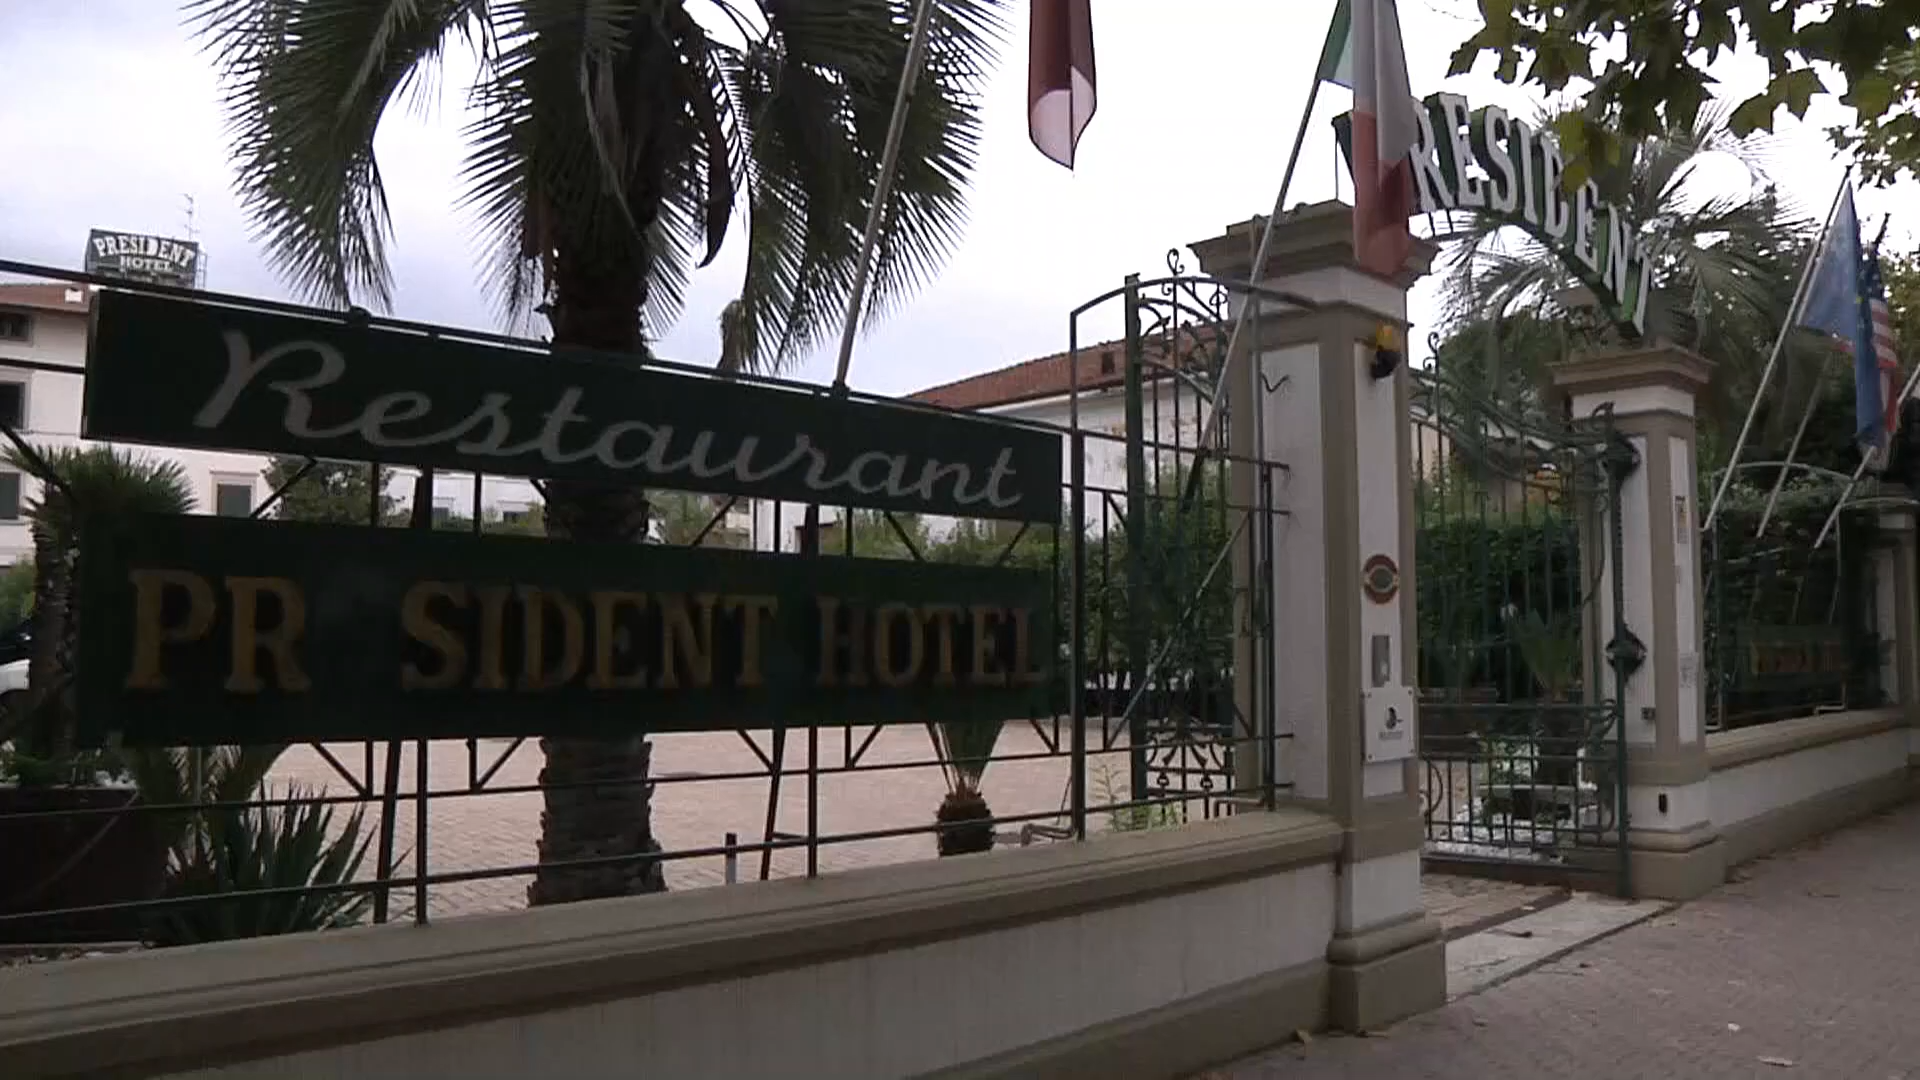 PRESIDENT
HOTEL
Restaurant
PR SIDENT HOTEL
RESIDENT